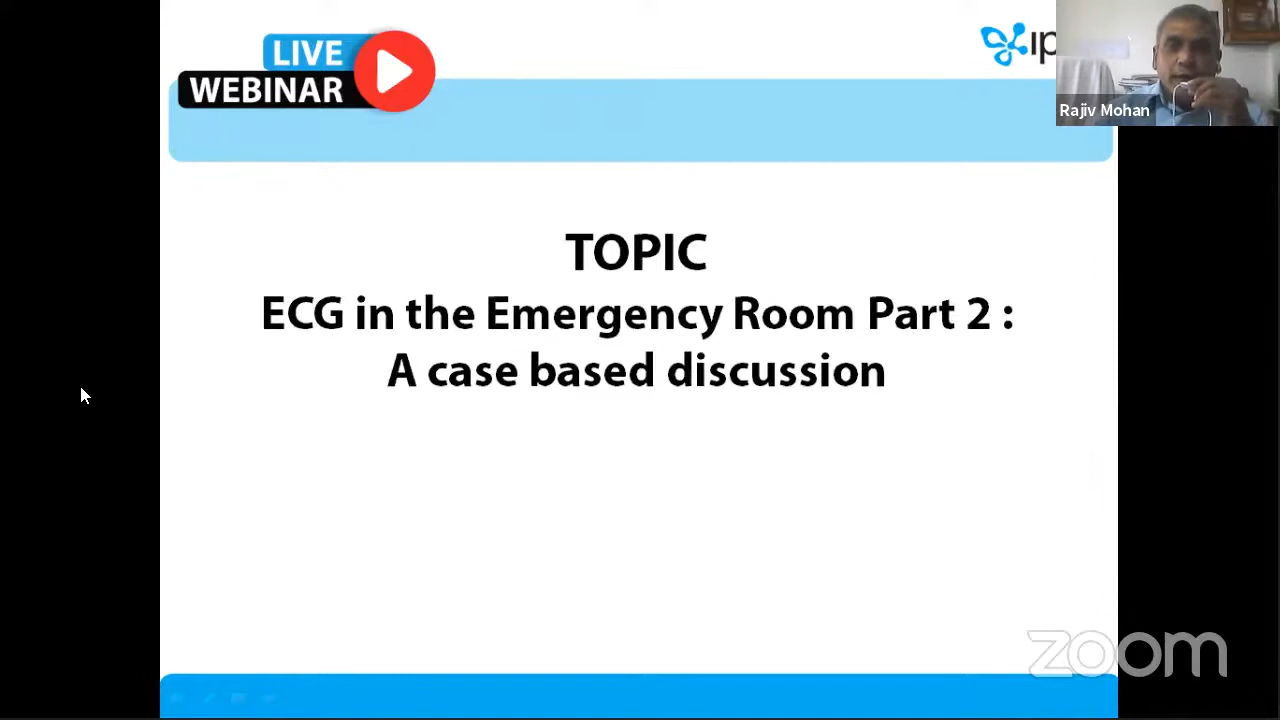 LIVE
WEBINAR
Rajiv Mohan
TOPIC
ECG in the Emergency Room Part 2 :
A case based discussion
zoom